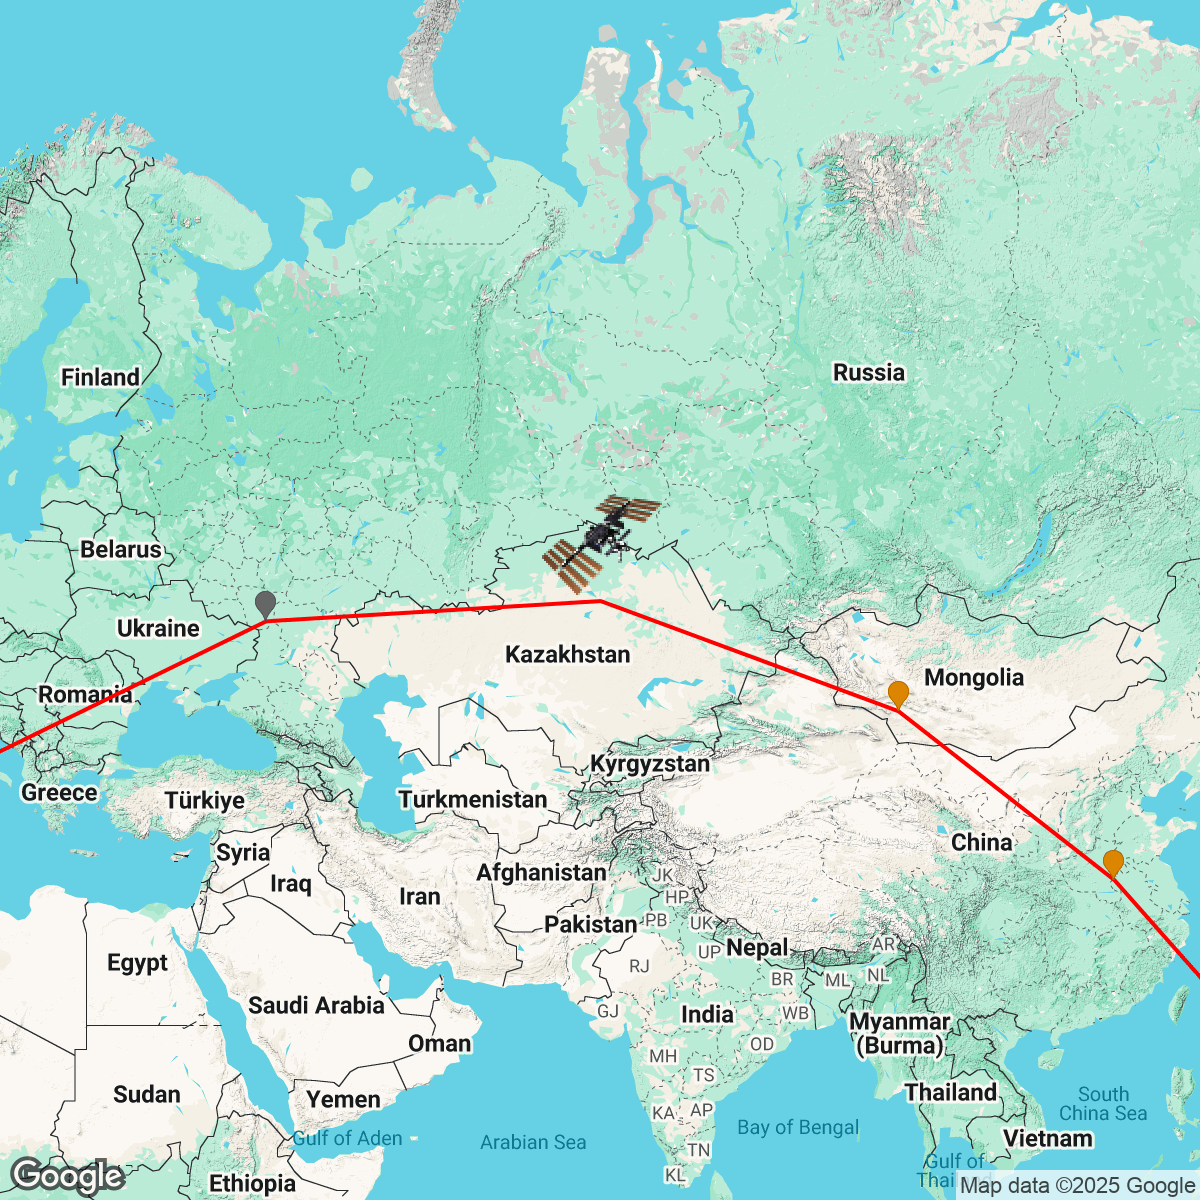 Finland
Russia
Belarus
Ukraine
Kazakhstan
Mongolia
Romania
Kyrgyzstan
Greece
Türkiye
Turkmenistan
Syria
China
Afghanistan
Iraq
JK
Iran
HP
Pakistan
PB
UK
Nepal
AR
UP
Egypt
RJ
BR
ML
NL
Saudi Arabia
GJ
India
WB
Myanmar
(Burma)
Oman
OD
MH
TS
Sudan
Thailand
Yemen
South
China Sea
KA
AP
Bay of Bengal
Gulf of Aden
Arabian Sea
Vietnam
TN
Gulf of
KL
Ethiopia
Google
Map data ©2025 Google